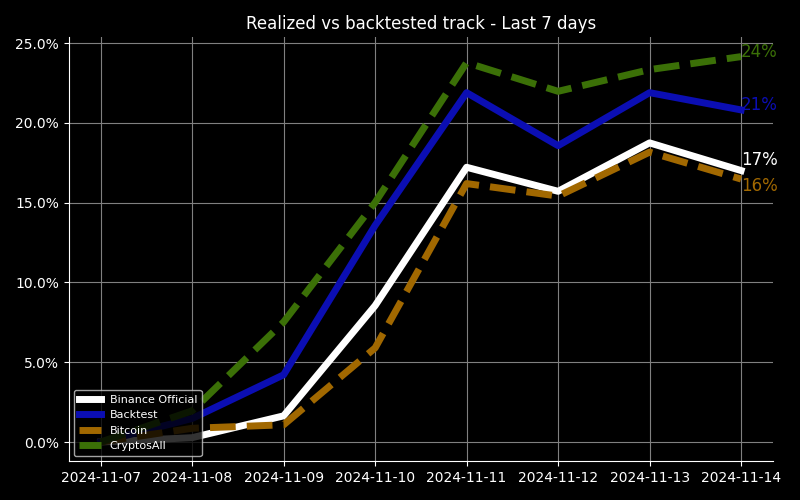 Realized vs backtested track - Last 7 days
25.0%
20.0%
15.0%
10.0%
5.0%
0.0%
24%
21%
17%
16%
Binance Official
Backtest
Bitcoin
CryptosAll
2024-11-07 2024-11-08 2024-11-09 2024-11-10 2024-11-11 2024-11-12 2024-11-13 2024-11-14